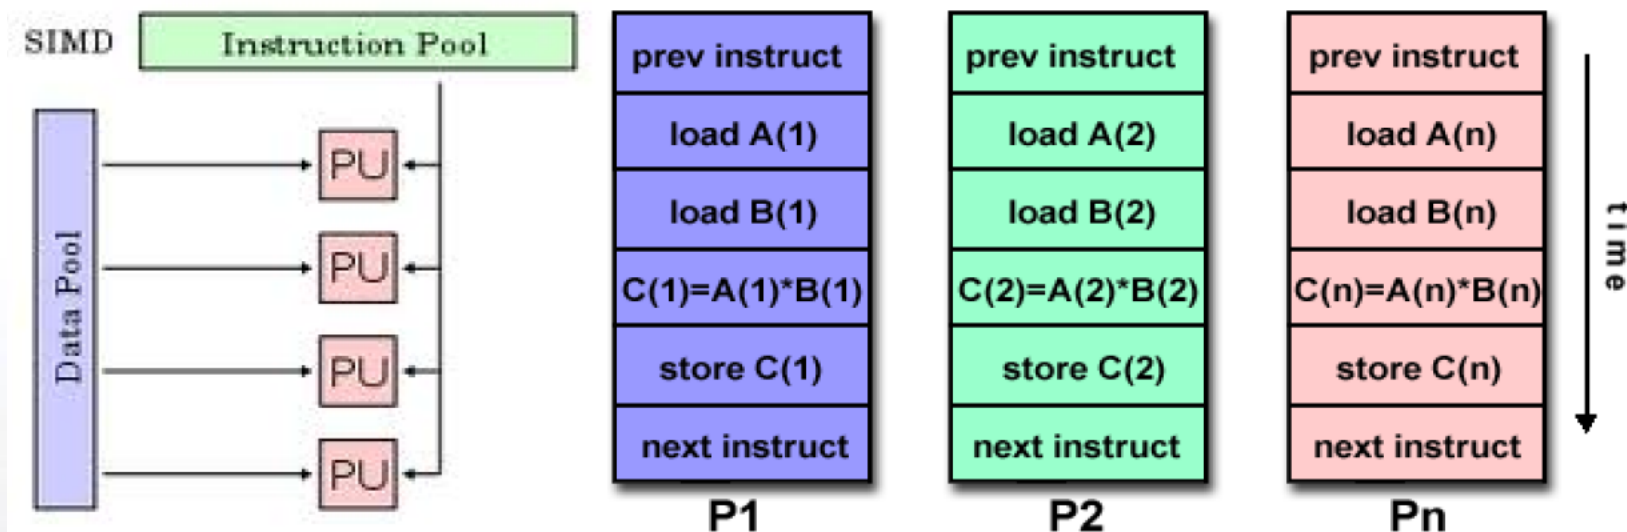 SIMD
Instruction Pool
Data Pool
PU
PU
PU
PU
prev instruct
load A(1)
load B(1)
C(1)=A(1)*B(1)
store C(1)
next instruct
P1
prev instruct
load A(2)
load B(2)
C(2)=A(2)*B(2)
store C(2)
next instruct
P2
prev instruct
load A(n)
load B(n)
C(n)=A(n)*B(n)
store C(n)
next instruct
Pn
time